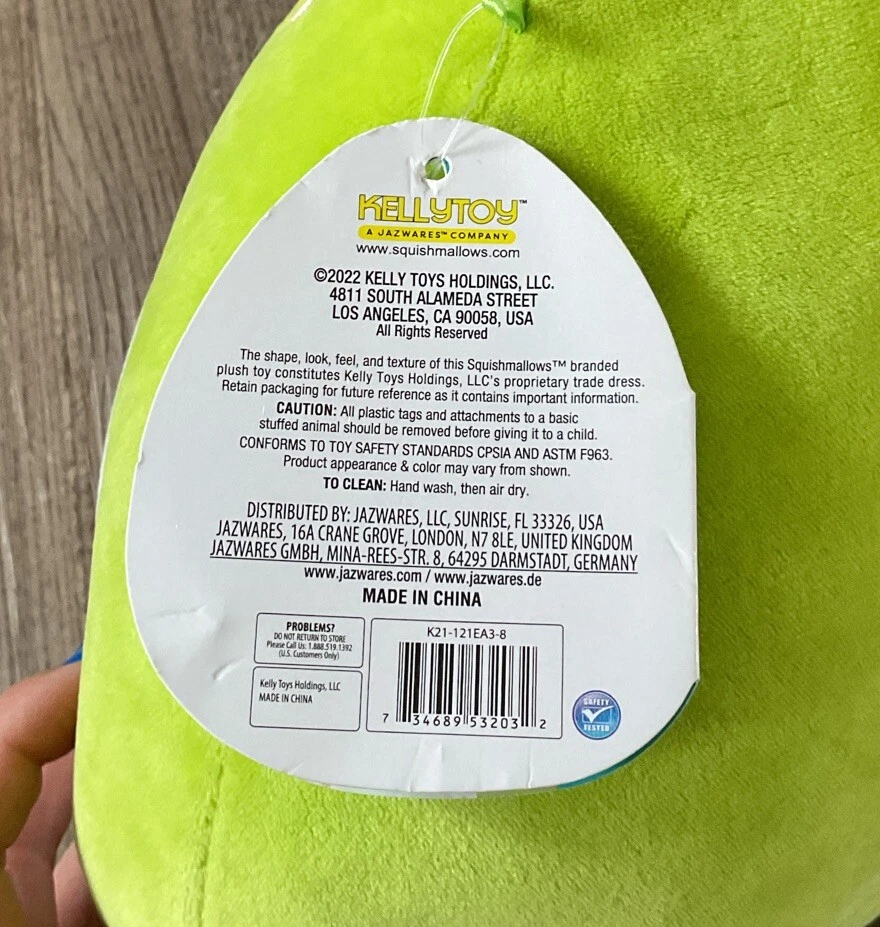 KELLYTOY™
A JAZWARES™ COMPANY
www.squishmallows.com
©2022 KELLY TOYS HOLDINGS, LLC.
4811 SOUTH ALAMEDA STREET
LOS ANGELES, CA 90058, USA
All Rights Reserved
The shape, look, feel, and texture of this Squishmallows™ branded
plush toy constitutes Kelly Toys Holdings, LLC's proprietary trade dress.
Retain packaging for future reference as it contains important information.
CAUTION: All plastic tags and attachments to a basic
stuffed animal should be removed before giving it to a child.
CONFORMS TO TOY SAFETY STANDARDS CPSIA AND ASTM F963.
Product appearance & color may vary from shown.
TO CLEAN: Hand wash, then air dry.
DISTRIBUTED BY: JAZWARES, LLC, SUNRISE, FL 33326, USA
JAZWARES, 16A CRANE GROVE, LONDON, N7 8LE, UNITED KINGDOM
JAZWARES GMBH, MINA-REES-STR. 8, 64295 DARMSTADT, GERMANY
www.jazwares.com / www.jazwares.de
MADE IN CHINA
PROBLEMS?
DO NOT RETURN TO STORE
Please Call Us: 1.888.519.1392
(U.S. Customers Only)
Kelly Toys Holdings, LLC
MADE IN CHINA
K21-121EA3-8
7 34689 53203 2
SAFETY
TESTED